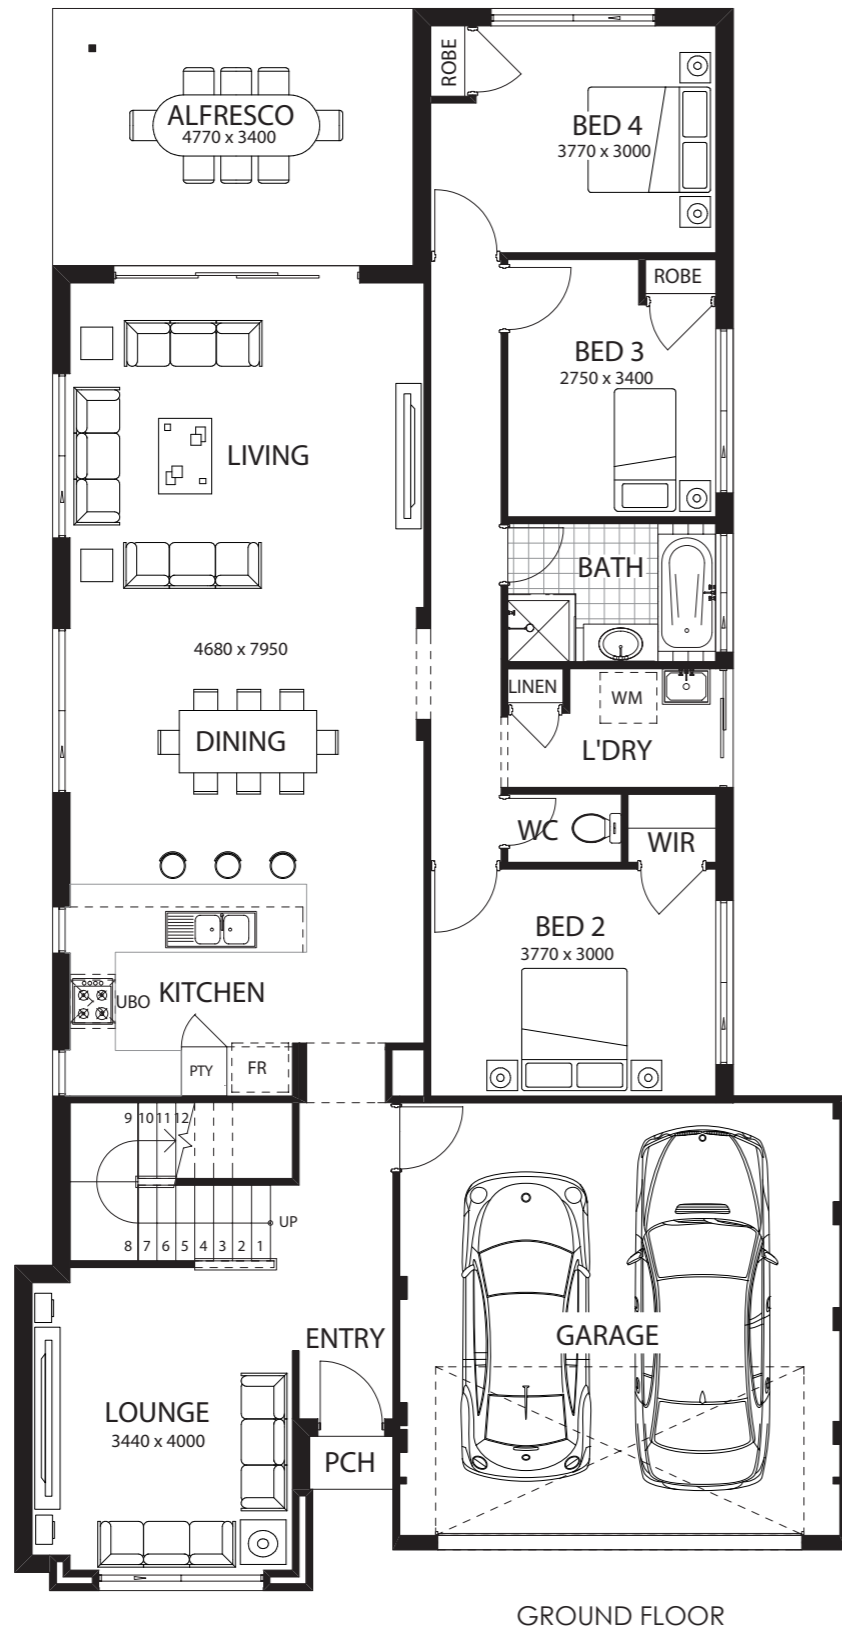 ROBE
ALFRESCO
4770 x 3400
BED 4
3770 x 3000
ROBE
BED 3
2750 x 3400
LIVING
BATH
4680 x 7950
LINEN
WM
DINING
L'DRY
WC
WIR
BED 2
3770 x 3000
UBO
KITCHEN
PTY
FR
9 10 11 12
UP
8 7 6 5 4 3 2 1
ENTRY
GARAGE
LOUNGE
3440 x 4000
PCH
GROUND FLOOR